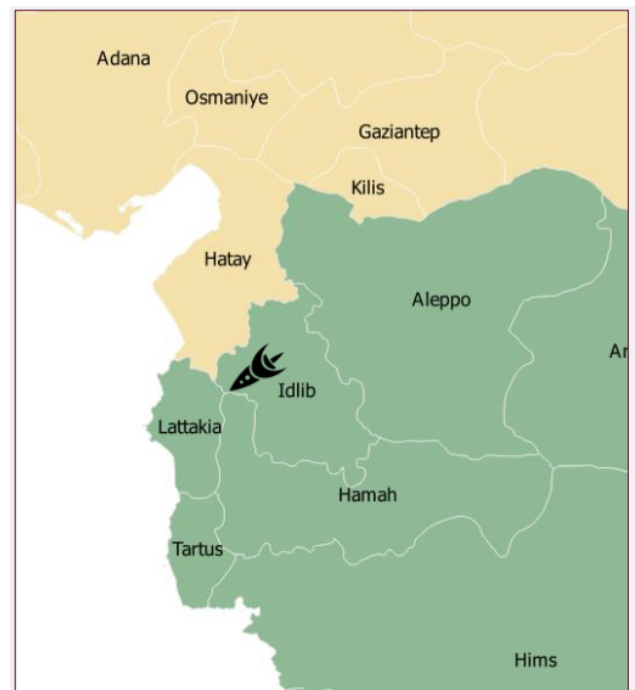 Adana
Osmaniye
Gaziantep
Kilis
Hatay
Aleppo
Ar
Idlib
Lattakia
Hamah
Tartus
Hims